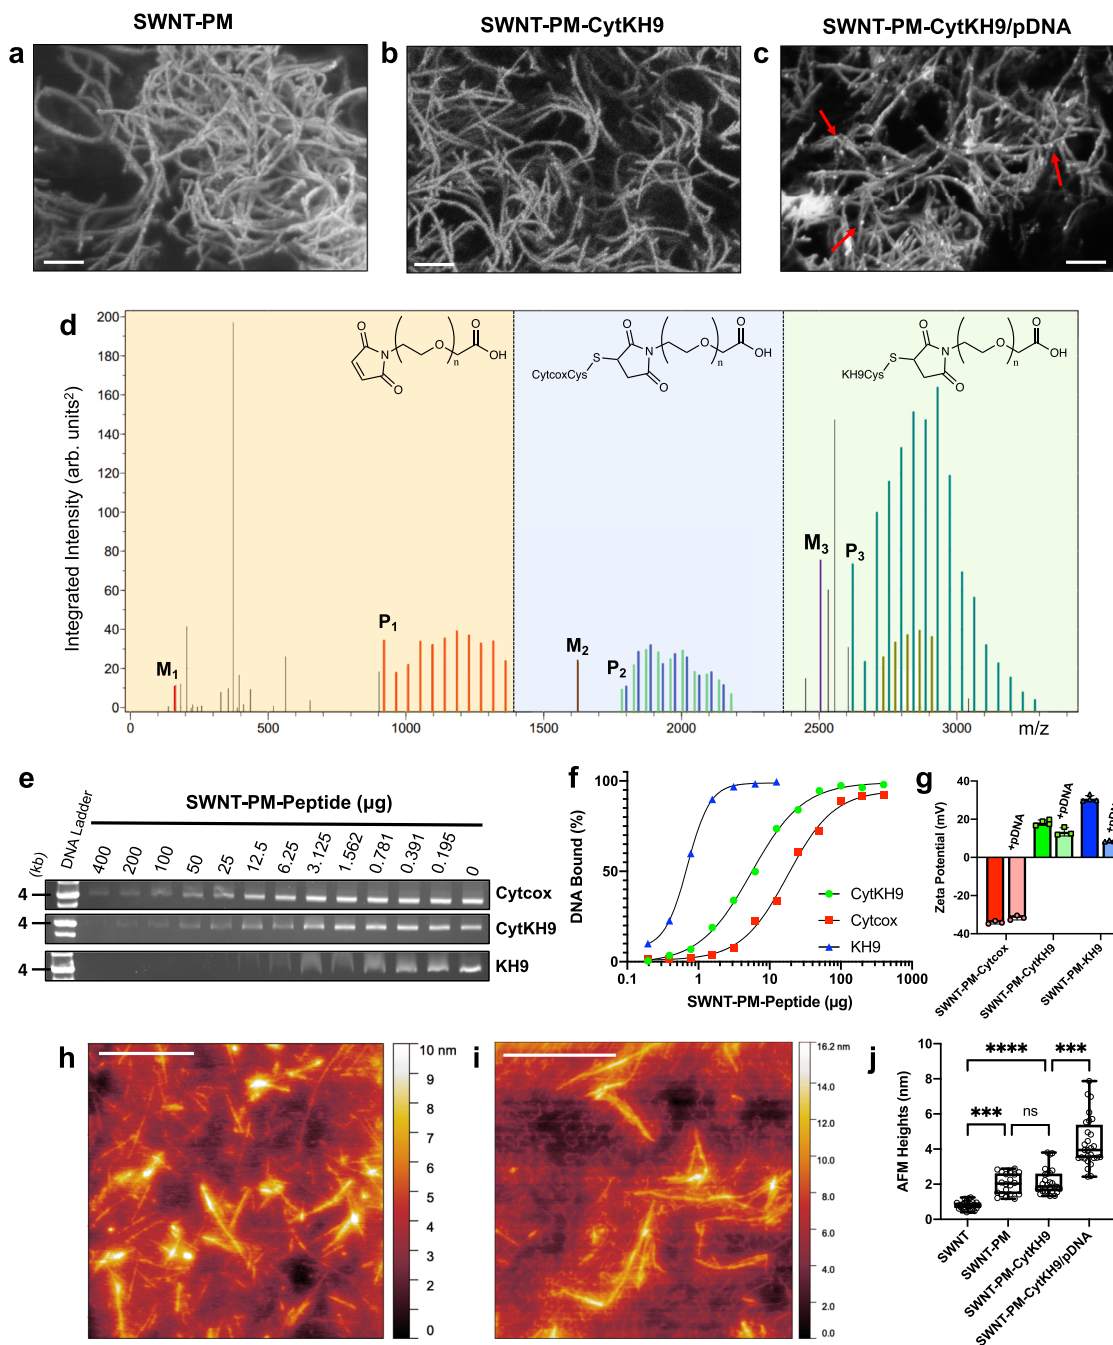 SWNT-PM
SWNT-PM-CytKH9
SWNT-PM-CytKH9/pDNA
a
b
c
d
Integrated Intensity (arb. units²)
200
180
160
140
120
100
80
60
40
20
0
0
500
1000
1500
2000
2500
3000
m/z
M₁
P₁
M₂
P₂
M₃
P₃
O
N
O
O
n
O
OH
CytcoxCys
S
O
N
O
O
n
O
OH
KH9Cys
S
O
N
O
O
n
O
OH
e
(kb)
DNA Ladder
SWNT-PM-Peptide (µg)
400
200
100
50
25
12.5
6.25
3.125
1.562
0.781
0.391
0.195
0
4
Cytcox
4
CytKH9
4
KH9
f
DNA Bound (%)
100
50
0
0.1
1
10
100
1000
SWNT-PM-Peptide (µg)
CytKH9
Cytcox
KH9
g
Zeta Potential (mV)
40
20
0
-20
-40
+pDNA
+pDNA
+pDNA
SWNT-PM-Cytcox
SWNT-PM-CytKH9
SWNT-PM-KH9
h
10 nm
9
8
7
6
5
4
3
2
1
0
i
16.2 nm
14.0
12.0
10.0
8.0
6.0
4.0
2.0
0.0
j
AFM Heights (nm)
10
8
6
4
2
0
****
***
***
ns
SWNT
SWNT-PM
SWNT-PM-CytKH9
SWNT-PM-CytKH9/pDNA